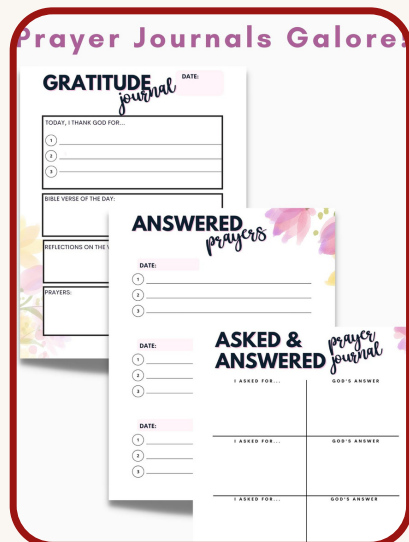 Prayer Journals Galore!
GRATITUDE
journal
DATE:
TODAY, I THANK GOD FOR...
1
2
3
BIBLE VERSE OF THE DAY:
REFLECTIONS ON THE
PRAYERS:
ANSWERED
prayers
DATE:
1
2
3
DATE:
1
2
3
DATE:
1
2
3
ASKED &
ANSWERED
prayer
journal
I ASKED FOR... GOD'S ANSWER
I ASKED FOR... GOD'S ANSWER
I ASKED FOR... GOD'S ANSWER